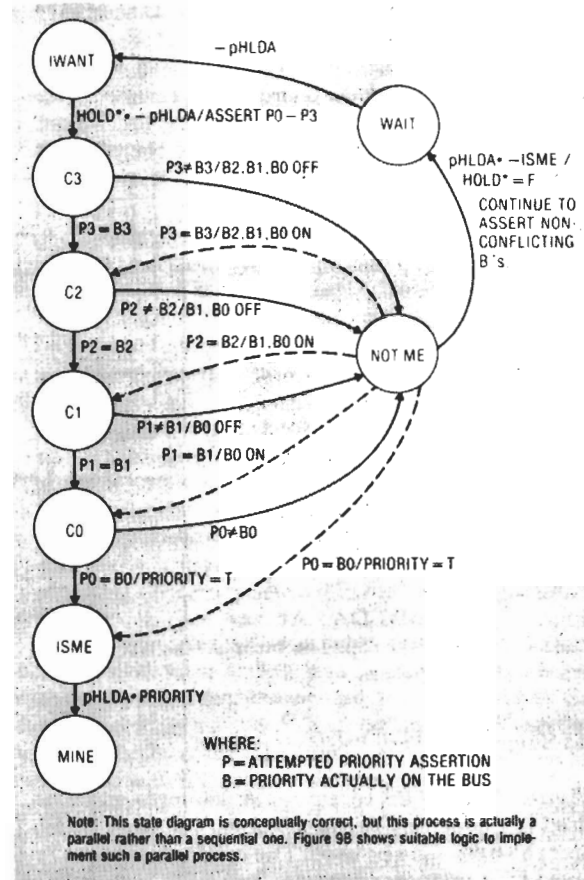 – pHLDA
IWANT
WAIT
HOLD*• – pHLDA/ASSERT P0 – P3
pHLDA• –ISME /
HOLD* = F
CONTINUE TO
ASSERT NON-
CONFLICTING
B's
C3
P3≠B3/B2.B1.B0 OFF
P3 = B3
P3 = B3/B2.B1.B0 ON
C2
P2 ≠ B2/B1.B0 OFF
P2 = B2
P2 = B2/B1.B0 ON
NOT ME
C1
P1≠B1/B0 OFF
P1 = B1
P1 = B1/B0 ON
C0
P0≠B0
P0 = B0/PRIORITY = T
P0 = B0/PRIORITY = T
ISME
pHLDA•PRIORITY
MINE
WHERE:
P = ATTEMPTED PRIORITY ASSERTION
B = PRIORITY ACTUALLY ON THE BUS
Note: This state diagram is conceptually correct, but this process is actually a
parallel rather than a sequential one. Figure 9B shows suitable logic to imple-
ment such a parallel process.